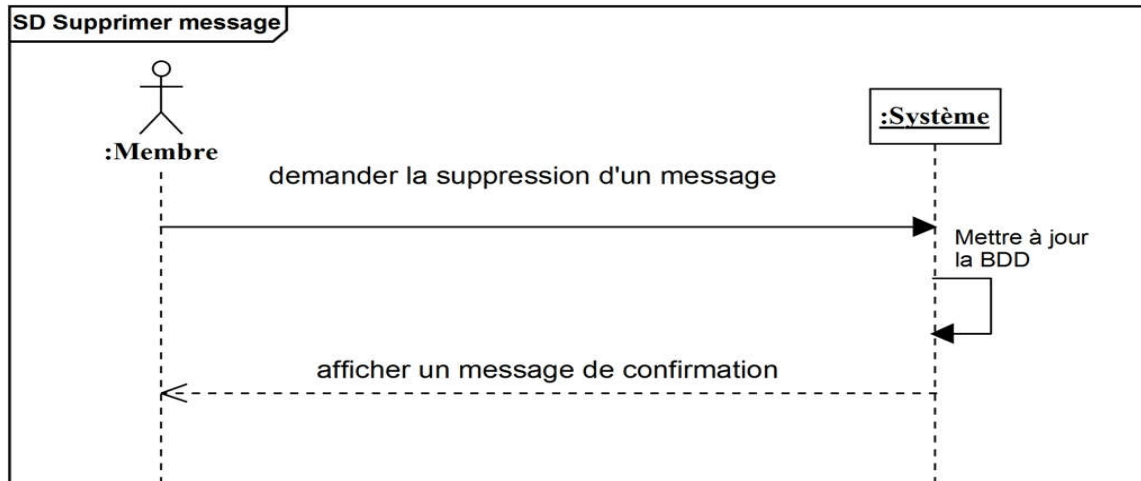 SD Supprimer message
:Système
:Membre
demander la suppression d'un message
Mettre à jour
la BDD
afficher un message de confirmation